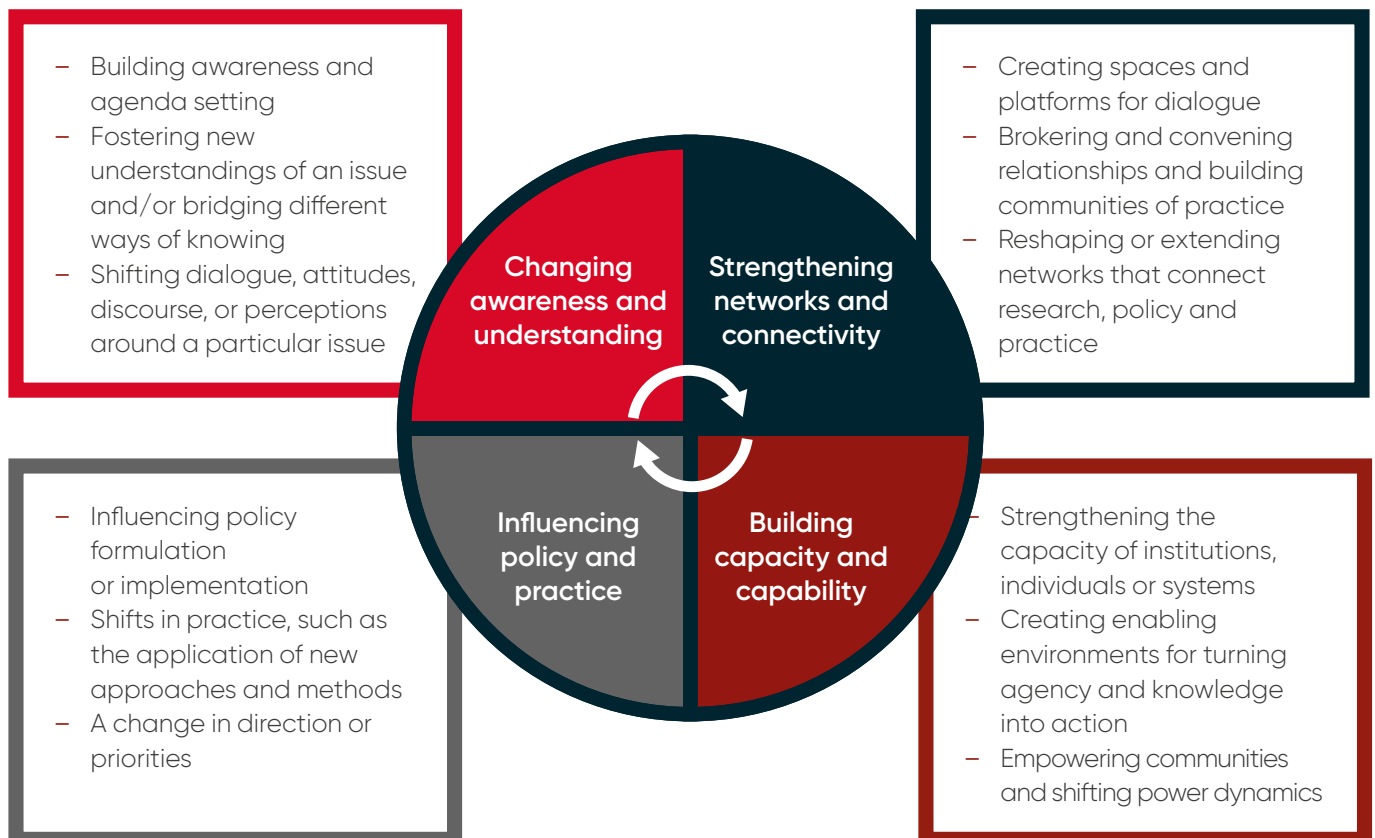 – Building awareness and
agenda setting
– Fostering new
understandings of an issue
and/or bridging different
ways of knowing
– Shifting dialogue, attitudes,
discourse, or perceptions
around a particular issue
– Creating spaces and
platforms for dialogue
– Brokering and convening
relationships and building
communities of practice
– Reshaping or extending
networks that connect
research, policy and
practice
Changing
awareness and
understanding
Strengthening
networks and
connectivity
Influencing
policy and
practice
Building
capacity and
capability
– Influencing policy
formulation
or implementation
– Shifts in practice, such as
the application of new
approaches and methods
– A change in direction or
priorities
– Strengthening the
capacity of institutions,
individuals or systems
– Creating enabling
environments for turning
agency and knowledge
into action
– Empowering communities
and shifting power dynamics